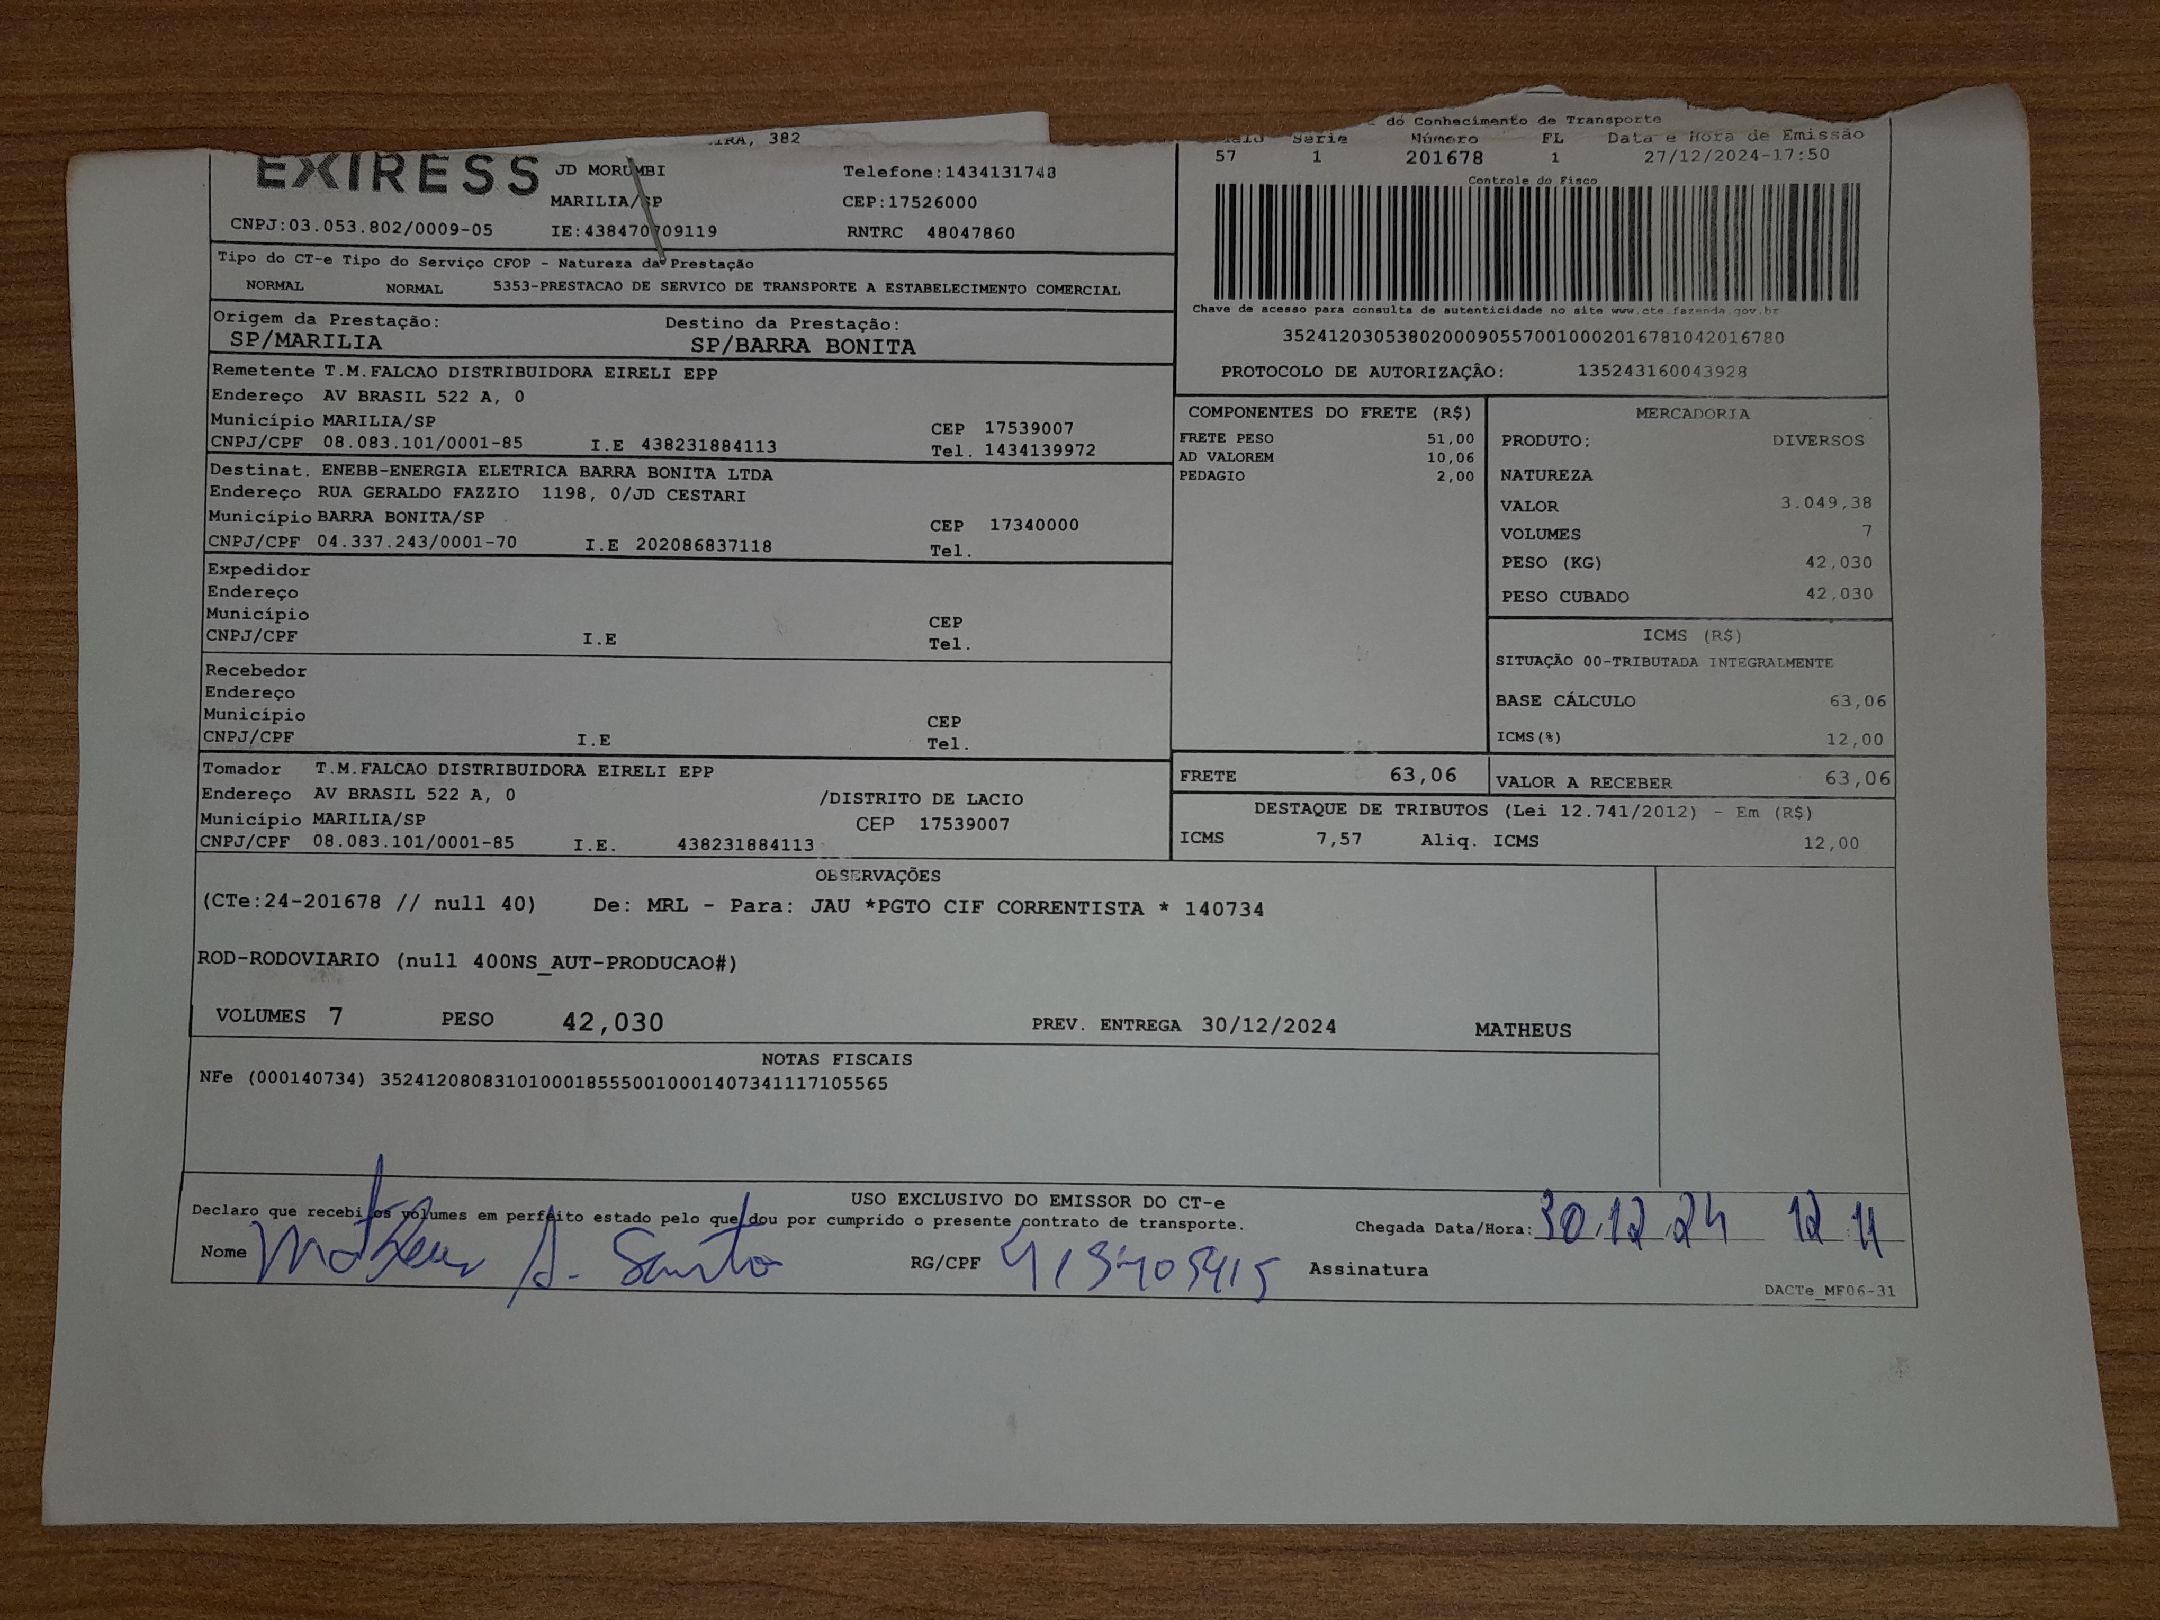 IRA, 382
EXIRESS
JD MORUMBI
Telefone:1434131748
MARILIA/SP
CEP:17526000
CNPJ:03.053.802/0009-05
IE:438470709119
RNTRC 48047860
do Conhecimento de Transporte
Serie Número FL Data e Hora de Emissão
57 1 201678 1 27/12/2024-17:50
Controle do Fisco
Chave de acesso para consulta de autenticidade no site www.cte.fazenda.gov.br
35241203053802000905570010002016781042016780
PROTOCOLO DE AUTORIZAÇÃO: 135243160043928
Tipo do CT-e Tipo do Serviço CFOP - Natureza da Prestação
NORMAL NORMAL 5353-PRESTACAO DE SERVICO DE TRANSPORTE A ESTABELECIMENTO COMERCIAL
Origem da Prestação: Destino da Prestação:
SP/MARILIA SP/BARRA BONITA
Remetente T.M.FALCAO DISTRIBUIDORA EIRELI EPP
Endereço AV BRASIL 522 A, 0
Município MARILIA/SP CEP 17539007
CNPJ/CPF 08.083.101/0001-85 I.E 438231884113 Tel. 1434139972
Destinat. ENEBB-ENERGIA ELETRICA BARRA BONITA LTDA
Endereço RUA GERALDO FAZZIO 1198, 0/JD CESTARI
Município BARRA BONITA/SP CEP 17340000
CNPJ/CPF 04.337.243/0001-70 I.E 202086837118 Tel.
Expedidor
Endereço
Município CEP
CNPJ/CPF I.E Tel.
Recebedor
Endereço
Município CEP
CNPJ/CPF I.E Tel.
Tomador T.M.FALCAO DISTRIBUIDORA EIRELI EPP
Endereço AV BRASIL 522 A, 0 /DISTRITO DE LACIO
Município MARILIA/SP CEP 17539007
CNPJ/CPF 08.083.101/0001-85 I.E. 438231884113
COMPONENTES DO FRETE (R$)
FRETE PESO 51,00
AD VALOREM 10,06
PEDAGIO 2,00
MERCADORIA
PRODUTO: DIVERSOS
NATUREZA
VALOR 3.049,38
VOLUMES 7
PESO (KG) 42,030
PESO CUBADO 42,030
ICMS (R$)
SITUAÇÃO 00-TRIBUTADA INTEGRALMENTE
BASE CÁLCULO 63,06
ICMS(%) 12,00
FRETE 63,06 VALOR A RECEBER 63,06
DESTAQUE DE TRIBUTOS (Lei 12.741/2012) - Em (R$)
ICMS 7,57 Aliq. ICMS 12,00
OBSERVAÇÕES
(CTe:24-201678 // null 40) De: MRL - Para: JAU *PGTO CIF CORRENTISTA * 140734
ROD-RODOVIARIO (null 400NS_AUT-PRODUCAO#)
VOLUMES 7 PESO 42,030 PREV. ENTREGA 30/12/2024 MATHEUS
NOTAS FISCAIS
NFe (000140734) 35241208083101000185550010001407341117105565
USO EXCLUSIVO DO EMISSOR DO CT-e
Declaro que recebi os volumes em perfeito estado pelo que dou por cumprido o presente contrato de transporte.
Chegada Data/Hora: 30.12.24 12 11
Nome Matheus A. Santo RG/CPF 413405415 Assinatura
DACTe_MF06-31